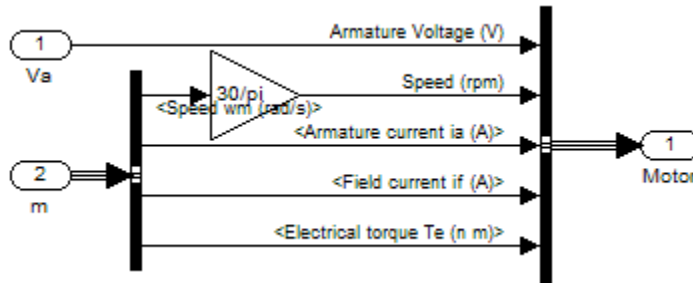 Armature Voltage (V)
1
Va
30/pi
Speed (rpm)
<Speed wm (rad/s)>
<Armature current ia (A)>
1
Motor
2
m
<Field current if (A)>
<Electrical torque Te (n m)>